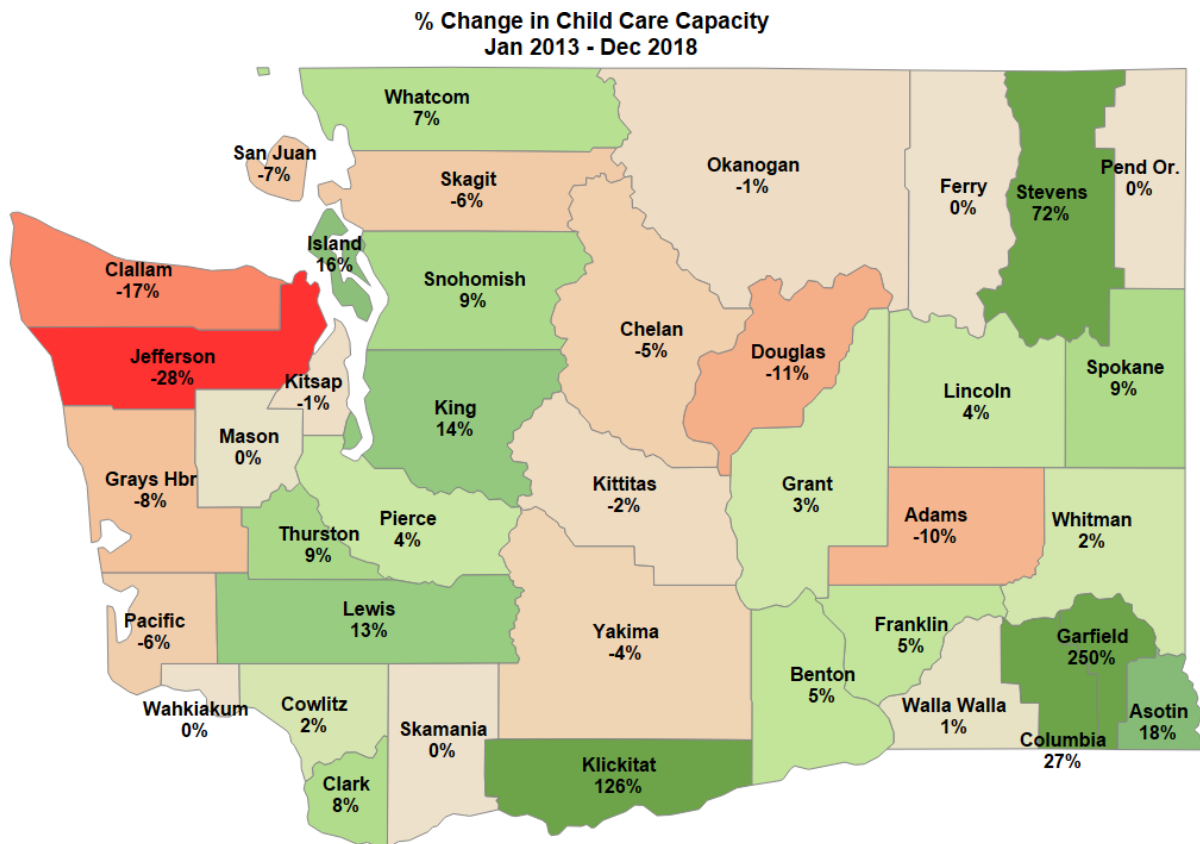 % Change in Child Care Capacity
Jan 2013 - Dec 2018
Whatcom
7%
San Juan
-7%
Skagit
-6%
Okanogan
-1%
Ferry
0%
Stevens
72%
Pend Or.
0%
Clallam
-17%
Island
16%
Snohomish
9%
Chelan
-5%
Douglas
-11%
Jefferson
-28%
Kitsap
-1%
King
14%
Lincoln
4%
Spokane
9%
Mason
0%
Grays Hbr
-8%
Kittitas
-2%
Grant
3%
Adams
-10%
Whitman
2%
Thurston
9%
Pierce
4%
Pacific
-6%
Lewis
13%
Yakima
-4%
Franklin
5%
Garfield
250%
Benton
5%
Wahkiakum
0%
Cowlitz
2%
Skamania
0%
Walla Walla
1%
Asotin
18%
Columbia
27%
Klickitat
126%
Clark
8%